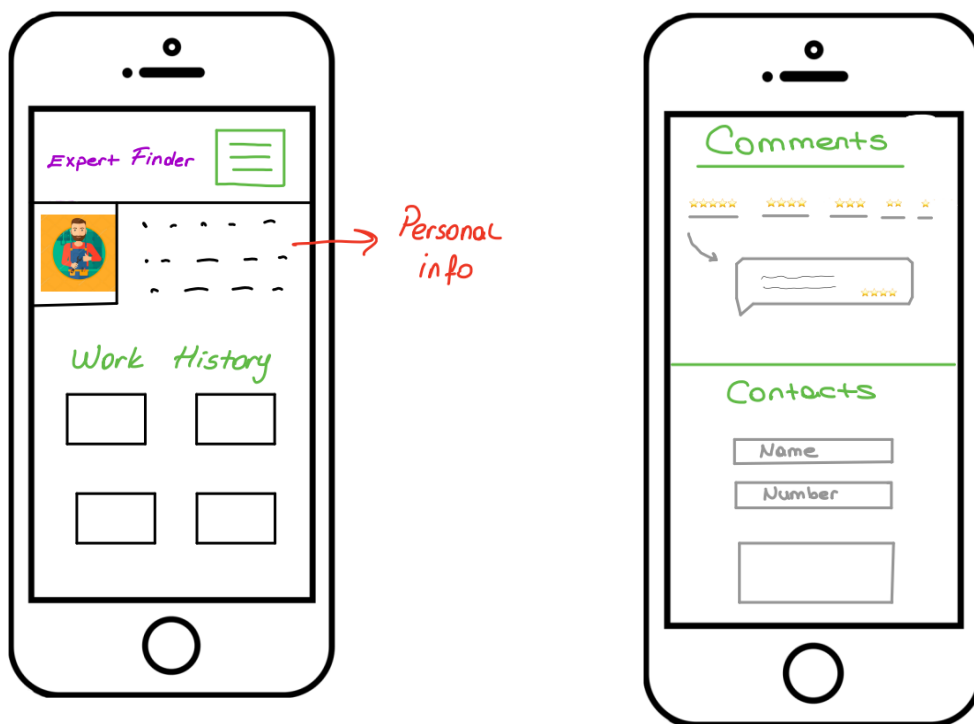 Expert Finder
Personal
info
Work History
Comments
Contacts
Name
Number